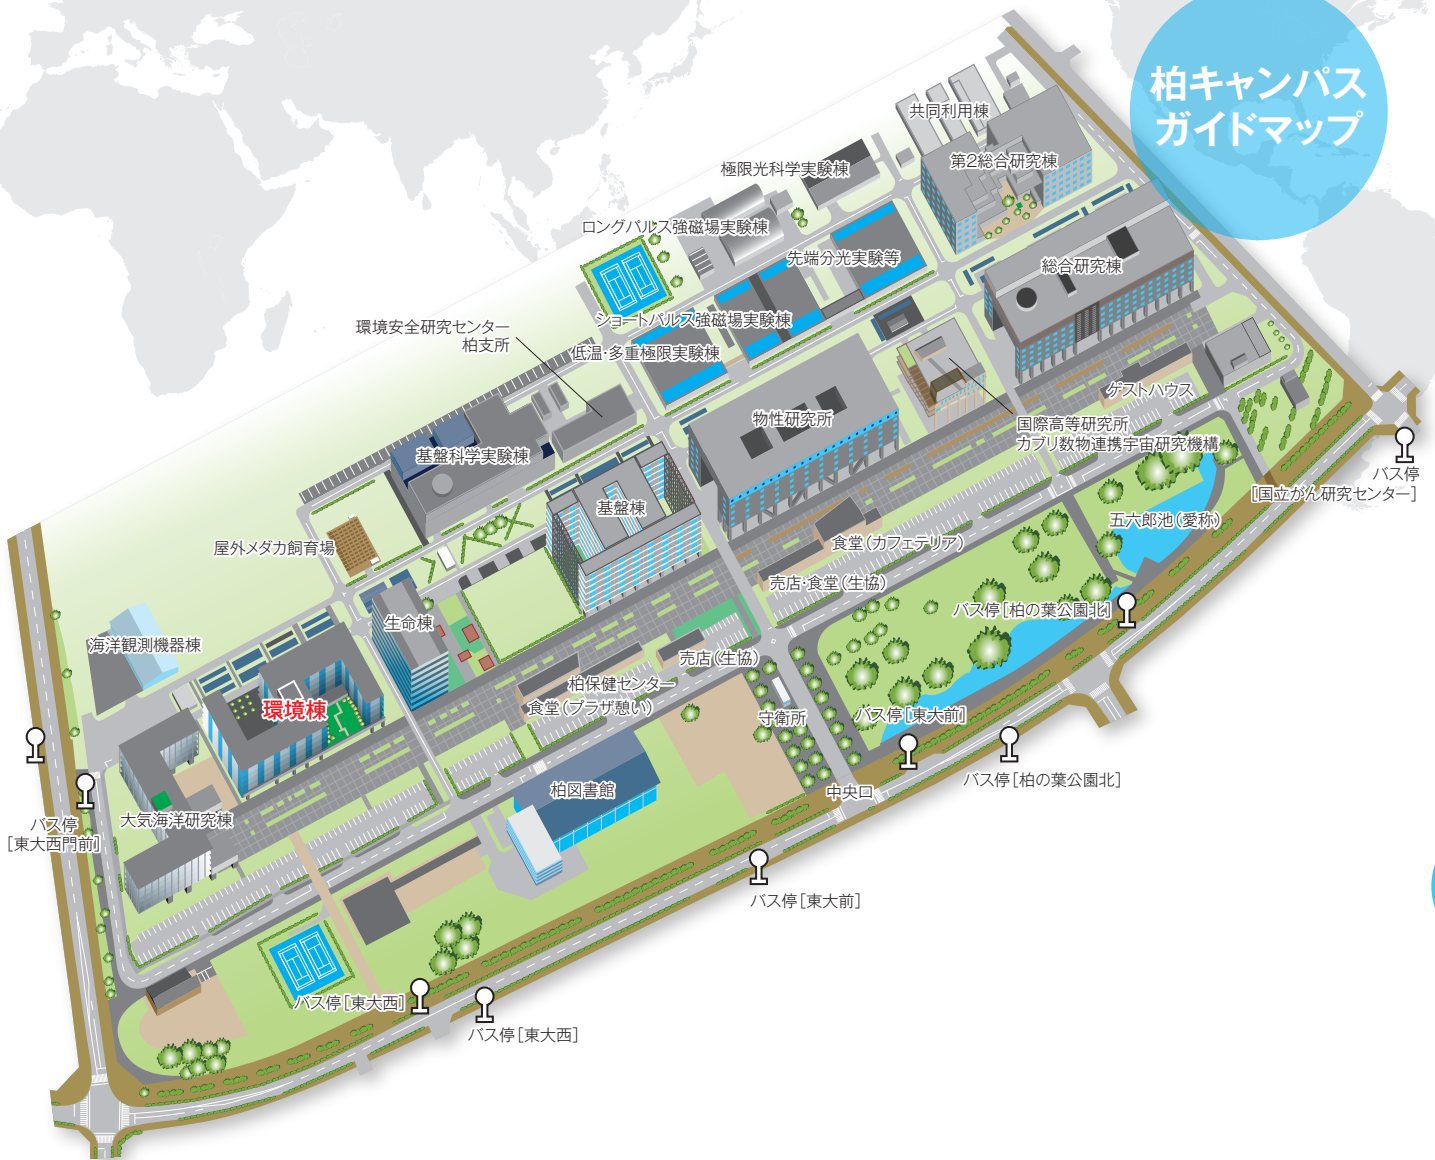 柏キャンパス
ガイドマップ
共同利用棟
第2総合研究棟
極限光科学実験棟
ロングパルス強磁場実験棟
先端分光実験等
総合研究棟
ショートパルス強磁場実験棟
環境安全研究センター
柏支所
低温・多重極限実験棟
ゲストハウス
物性研究所
国際高等研究所
カブリ数物連携宇宙研究機構
基盤科学実験棟
バス停
[国立がん研究センター]
基盤棟
五六郎池（愛称）
屋外メダカ飼育場
食堂（カフェテリア）
売店・食堂（生協）
バス停[柏の葉公園北]
生命棟
海洋観測機器棟
売店（生協）
柏保健センター
食堂（プラザ憩い）
環境棟
守衛所
バス停[東大前]
バス停[柏の葉公園北]
柏図書館
中央口
大気海洋研究棟
バス停
[東大西門前]
バス停[東大前]
バス停[東大西]
バス停[東大西]